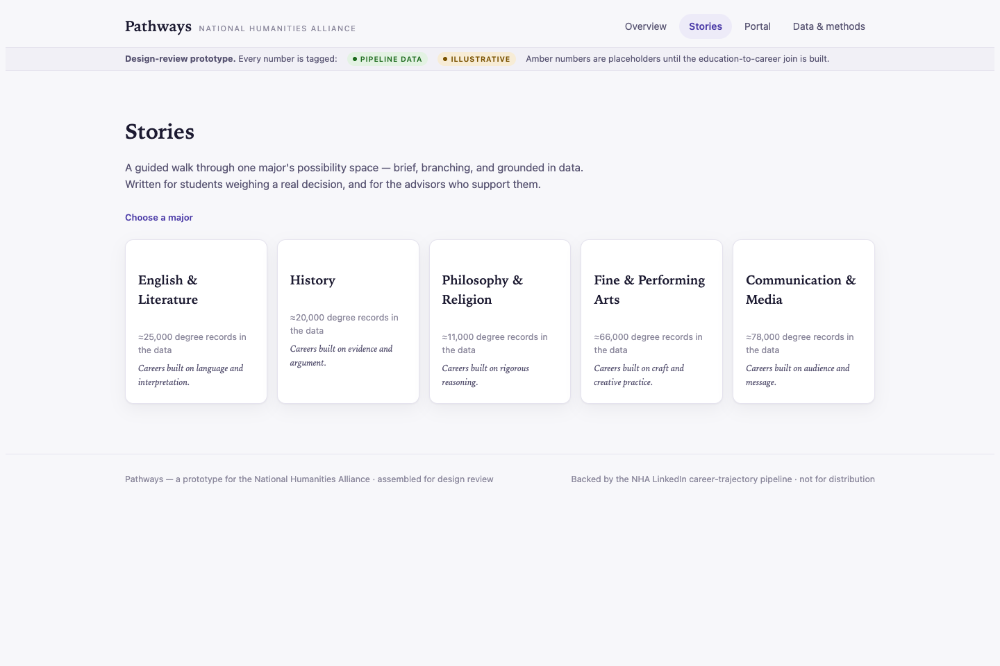 Pathways NATIONAL HUMANITIES ALLIANCE
Overview Stories Portal Data & methods
Design-review prototype. Every number is tagged: PIPELINE DATA ILLUSTRATIVE Amber numbers are placeholders until the education-to-career join is built.
Stories
A guided walk through one major's possibility space — brief, branching, and grounded in data.
Written for students weighing a real decision, and for the advisors who support them.
Choose a major
English &
Literature
≈25,000 degree records in
the data
Careers built on language and
interpretation.
History
≈20,000 degree records in
the data
Careers built on evidence and
argument.
Philosophy &
Religion
≈11,000 degree records in
the data
Careers built on rigorous
reasoning.
Fine & Performing
Arts
≈66,000 degree records in
the data
Careers built on craft and
creative practice.
Communication &
Media
≈78,000 degree records in
the data
Careers built on audience and
message.
Pathways — a prototype for the National Humanities Alliance · assembled for design review
Backed by the NHA LinkedIn career-trajectory pipeline · not for distribution